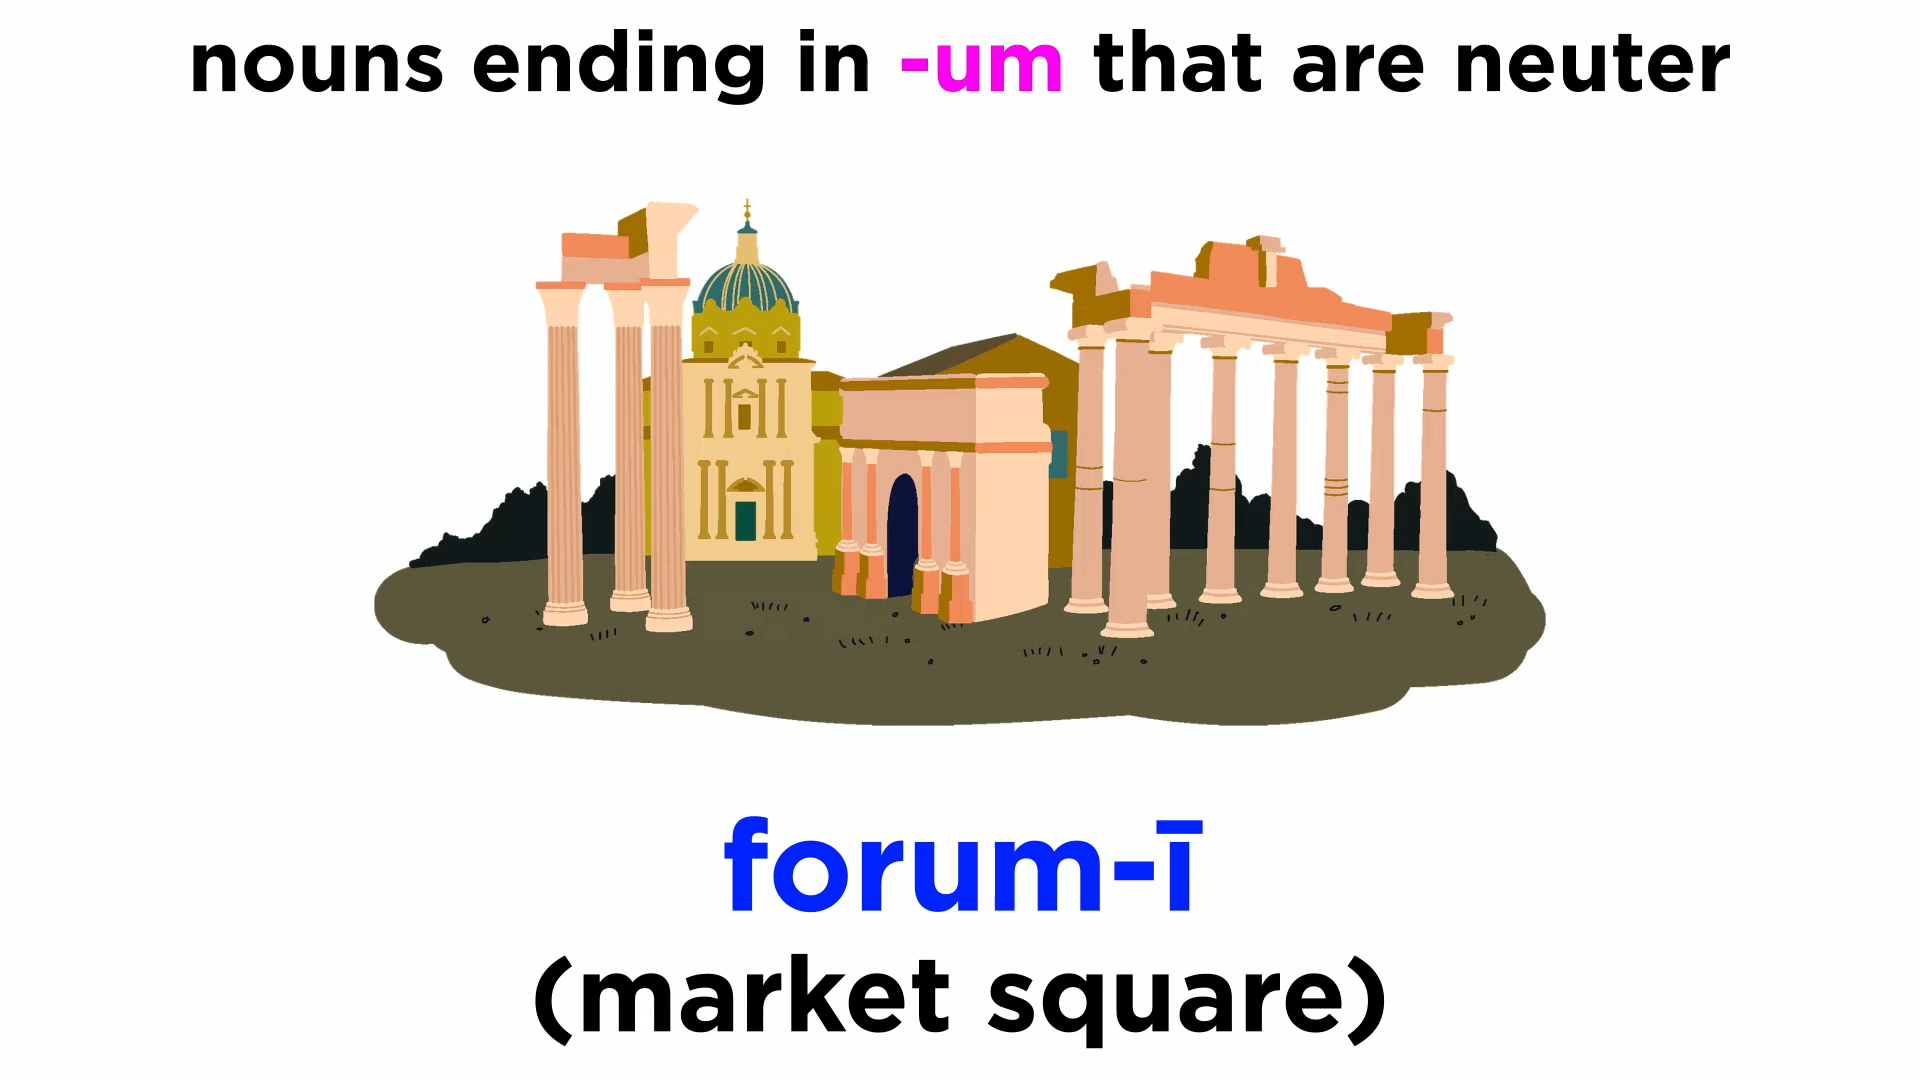 nouns ending in -um that are neuter
forum-ī
(market square)